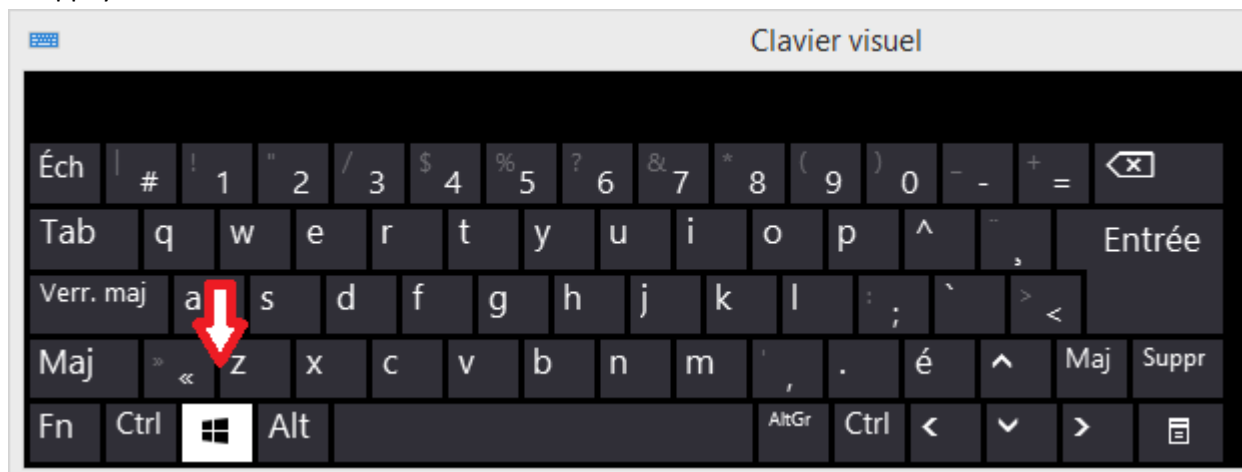 Clavier visuel
Éch | # ! 1 " 2 / 3 $ 4 % 5 ? 6 & 7 * 8 ( 9 ) 0 _ - + =
Tab q w e r t y u i o p ^ ¨ ¸ Entrée
Verr. maj a s d f g h j k l : ; ` > <
Maj » « z x c v b n m ' , . é ^ Maj Suppr
Fn Ctrl Alt AltGr Ctrl < ⌄ >